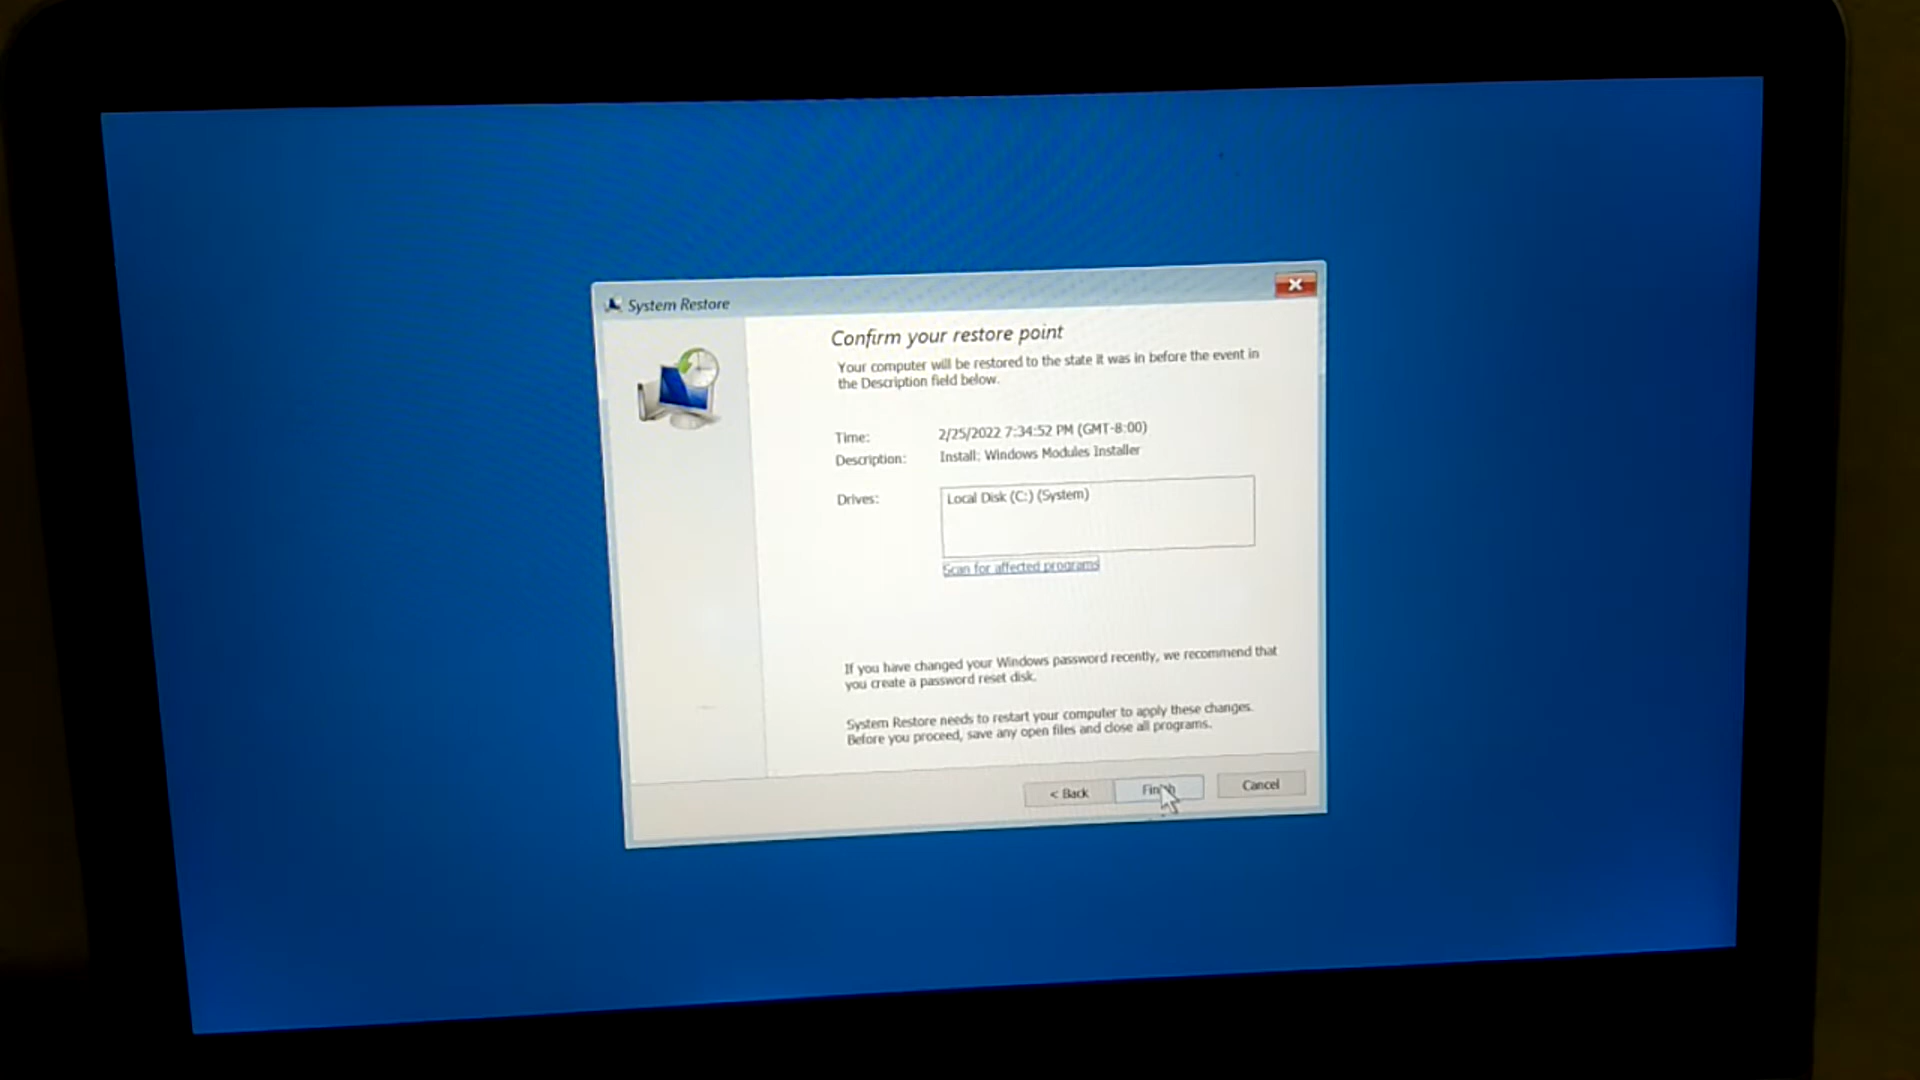 System Restore
Confirm your restore point
Your computer will be restored to the state it was in before the event in
the Description field below.
Time: 2/25/2022 7:34:52 PM (GMT-8:00)
Description: Install: Windows Modules Installer
Drives: Local Disk (C:) (System)
Scan for affected programs
If you have changed your Windows password recently, we recommend that
you create a password reset disk.
System Restore needs to restart your computer to apply these changes.
Before you proceed, save any open files and close all programs.
< Back Finish Cancel